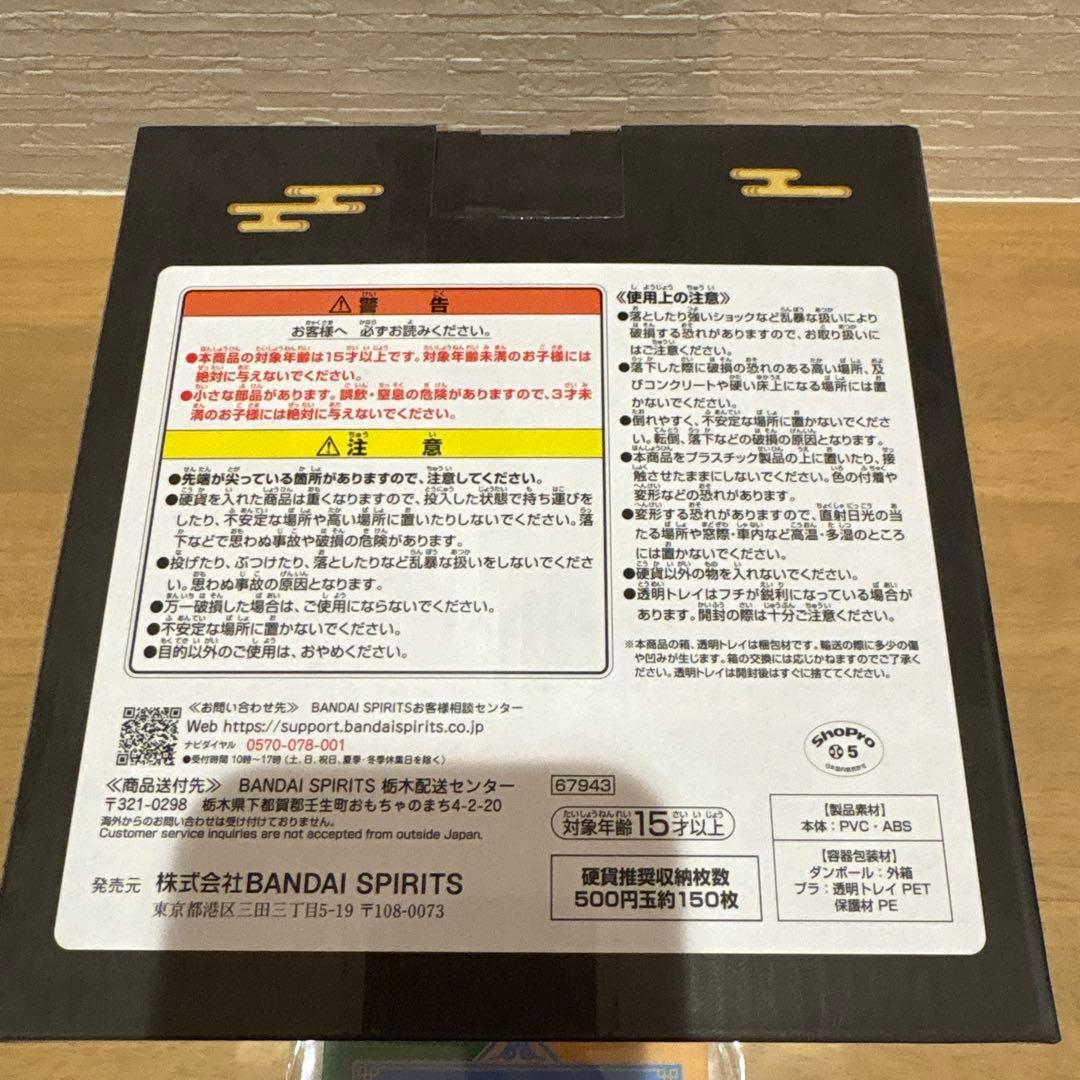 ⚠警告
お客様へ 必ずお読みください。
●本商品の対象年齢は15才以上です。対象年齢未満のお子様には
絶対に与えないでください。
●小さな部品があります。誤飲・窒息の危険がありますので、3才未
満のお子様には絶対に与えないでください。
⚠注意
●先端が尖っている箇所がありますので、注意してください。
●硬貨を入れた商品は重くなりますので、投入した状態で持ち運びを
したり、不安定な場所や高い場所に置いたりしないでください。落
下などで思わぬ事故や破損の危険があります。
●投げたり、ぶつけたり、落としたりなど乱暴な扱いをしないでくださ
い。思わぬ事故の原因となります。
●万一破損した場合は、ご使用にならないでください。
●不安定な場所に置かないでください。
●目的以外のご使用は、おやめください。
《使用上の注意》
●落としたり強いショックなど乱暴な扱いにより
破損する恐れがありますので、お取り扱いに
はご注意ください。
●落下した際に破損の恐れのある高い場所、及
びコンクリートや硬い床上になる場所には置
かないでください。
●倒れやすく、不安定な場所に置かないでくださ
い。転倒、落下などの破損の原因となります。
●本商品をプラスチック製品の上に置いたり、接
触させたままにしないでください。色の付着や
変形などの恐れがあります。
●変形する恐れがありますので、直射日光の当
たる場所や窓際・車内など高温・多湿のところ
には置かないでください。
●硬貨以外の物を入れないでください。
●透明トレイはフチが鋭利になっている場合が
あります。開封の際は十分ご注意ください。
※本商品の箱、透明トレイは梱包材です。輸送の際に多少の傷
や凹みが生じます。箱の交換には応じかねますのでご了承く
ださい。透明トレイは開封後はすぐに捨ててください。
《お問い合わせ先》 BANDAI SPIRITSお客様相談センター
Web https://support.bandaispirits.co.jp
ナビダイヤル 0570-078-001
●受付時間 10時〜17時(土、日、祝日、夏季・冬季休業日を除く)
《商品送付先》 BANDAI SPIRITS 栃木配送センター
〒321-0298 栃木県下都賀郡壬生町おもちゃのまち4-2-20
海外からのお問い合わせは受け付けておりません。
Customer service inquiries are not accepted from outside Japan.
発売元 株式会社BANDAI SPIRITS
東京都港区三田三丁目5-19 〒108-0073
67943
対象年齢15才以上
硬貨推奨収納枚数
500円玉約150枚
ShoPro
5
日本国内販売許可
【製品素材】
本体：PVC・ABS
【容器包装材】
ダンボール：外箱
プラ：透明トレイ PET
保護材 PE